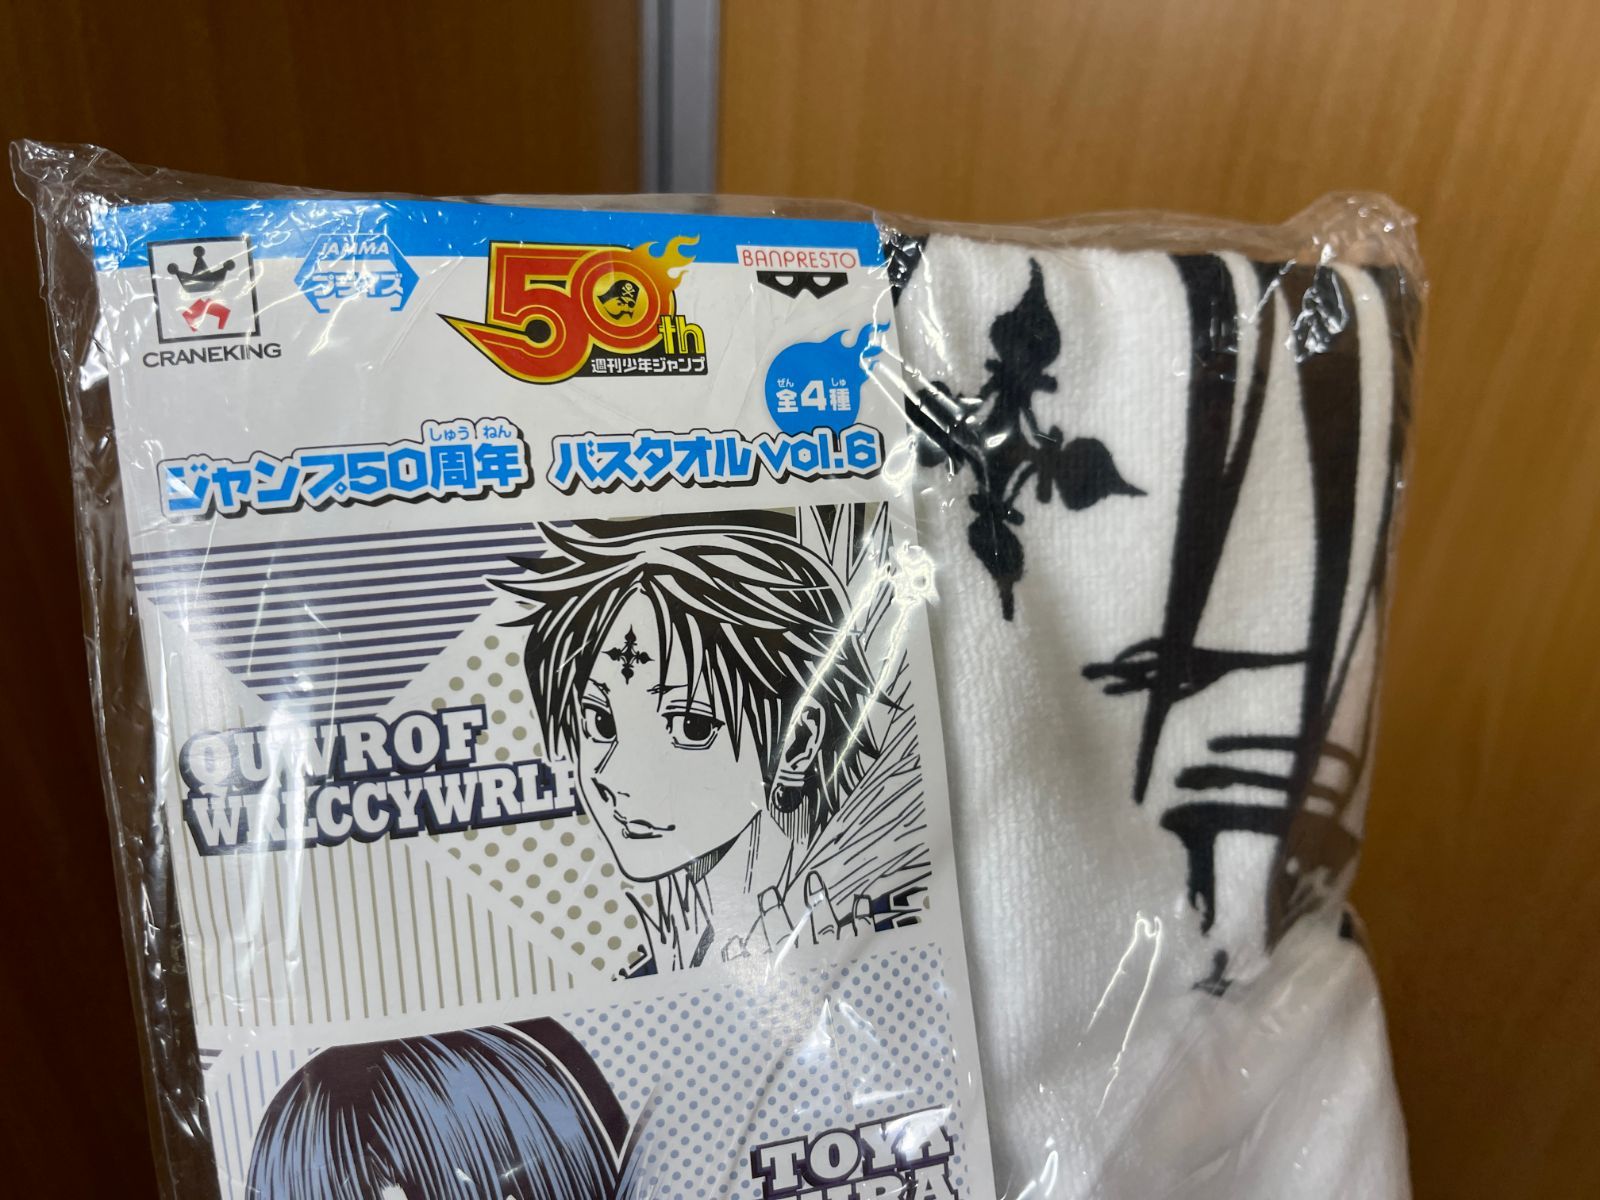 CRANEKING
JAMMA
プライズ
50th
週刊少年ジャンプ
BANPRESTO
ぜん しゅ
全4種
しゅう ねん
ジャンプ50周年 バスタオル vol.6
QUWROF
WRLCCYWRLF
TOYA